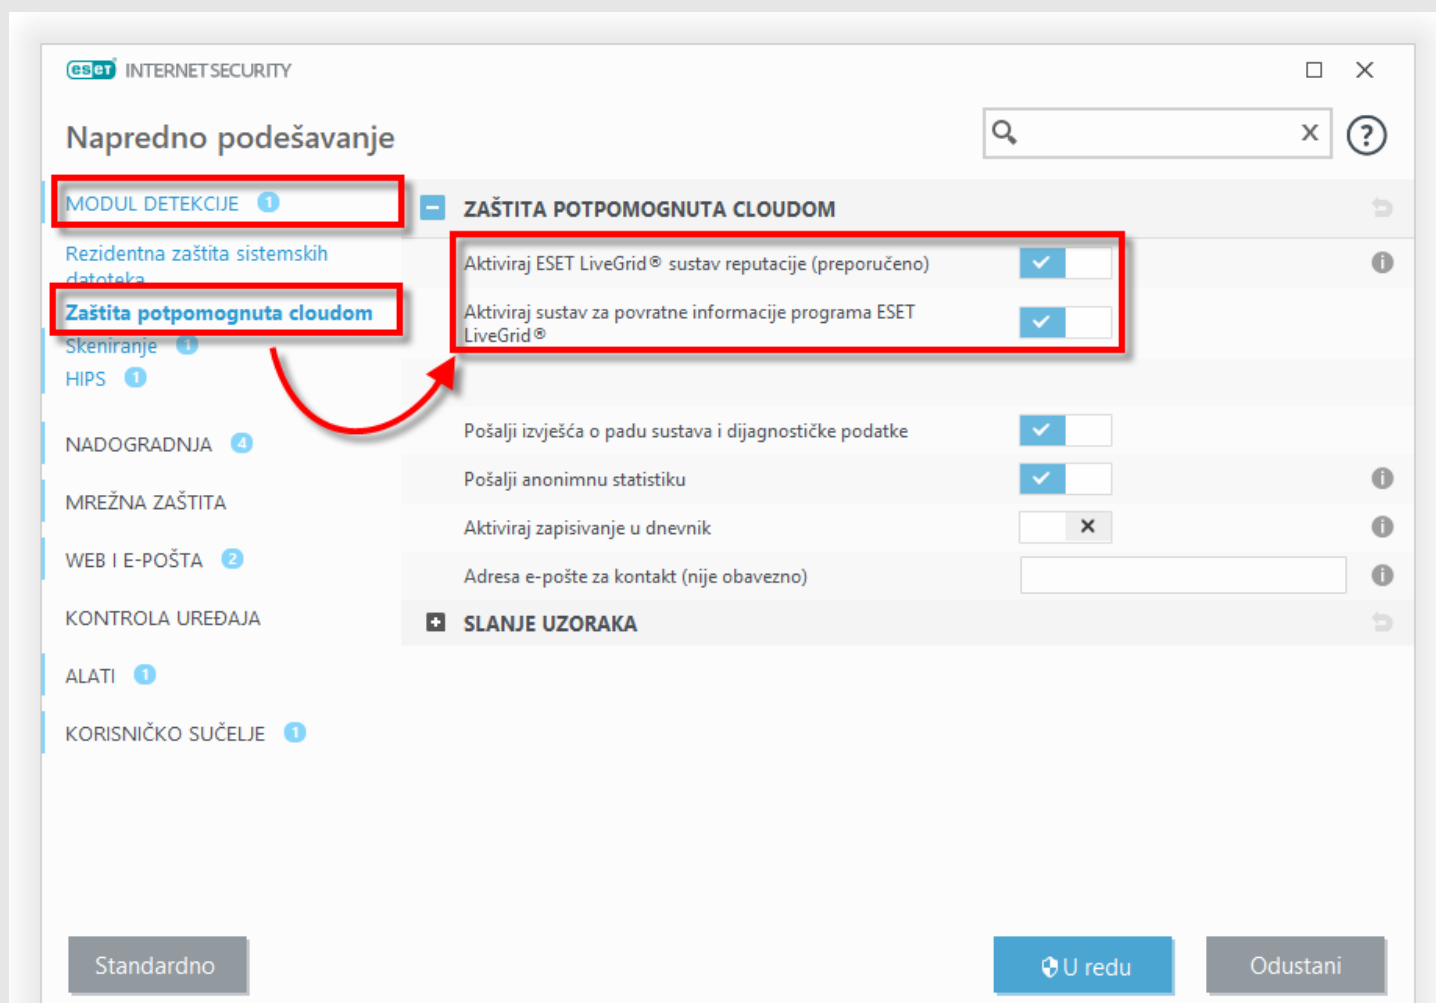 eset INTERNET SECURITY
Napredno podešavanje
x
?
MODUL DETEKCIJE 1
Rezidentna zaštita sistemskih
datoteka
Zaštita potpomognuta cloudom
Skeniranje 1
HIPS 1
NADOGRADNJA 4
MREŽNA ZAŠTITA
WEB I E-POŠTA 2
KONTROLA UREĐAJA
ALATI 1
KORISNIČKO SUČELJE 1
ZAŠTITA POTPOMOGNUTA CLOUDOM
Aktiviraj ESET LiveGrid® sustav reputacije (preporučeno)
Aktiviraj sustav za povratne informacije programa ESET
LiveGrid®
Pošalji izvješća o padu sustava i dijagnostičke podatke
Pošalji anonimnu statistiku
Aktiviraj zapisivanje u dnevnik
Adresa e-pošte za kontakt (nije obavezno)
SLANJE UZORAKA
Standardno
U redu
Odustani